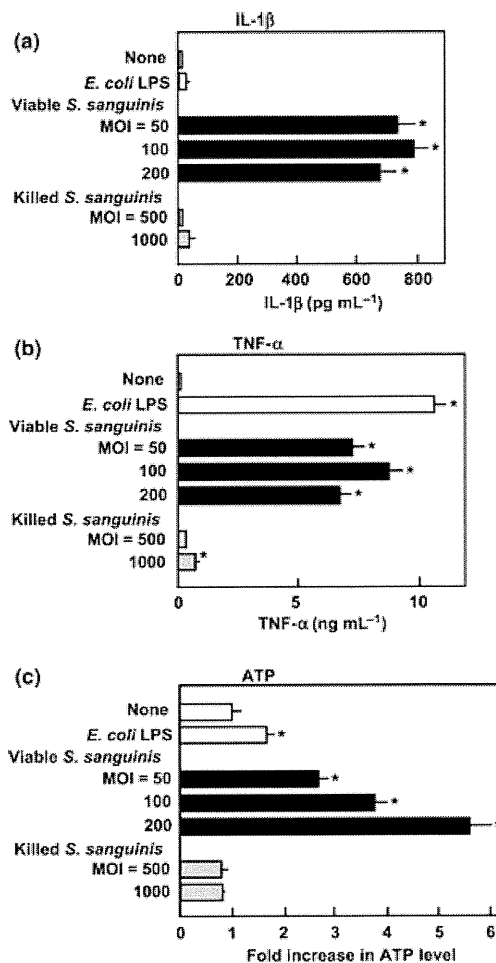 (a)
IL-1β
None
E. coli LPS
Viable S. sanguinis
MOI = 50 *
100 *
200 *
Killed S. sanguinis
MOI = 500
1000
0 200 400 600 800
IL-1β (pg mL⁻¹)
(b)
TNF-α
None
E. coli LPS *
Viable S. sanguinis
MOI = 50 *
100 *
200 *
Killed S. sanguinis
MOI = 500
1000 *
0 5 10
TNF-α (ng mL⁻¹)
(c)
ATP
None
E. coli LPS *
Viable S. sanguinis
MOI = 50 *
100 *
200 *
Killed S. sanguinis
MOI = 500
1000
0 1 2 3 4 5 6
Fold increase in ATP level